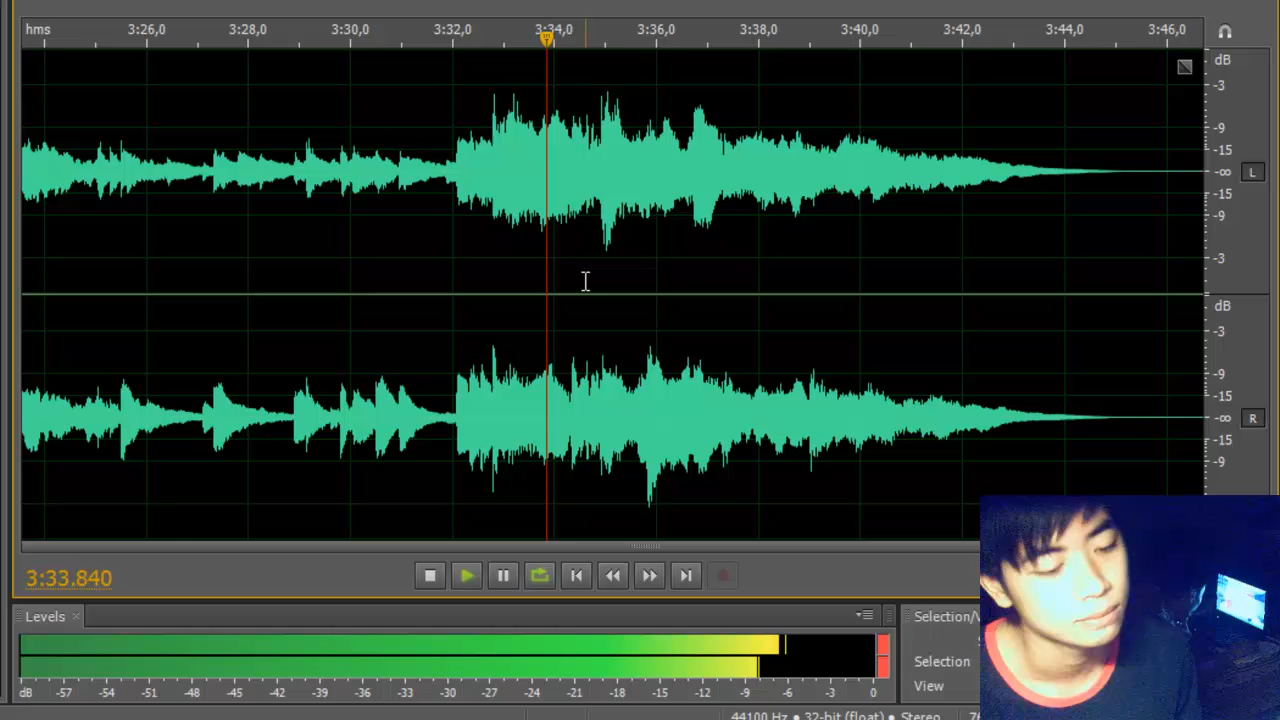 hms 3:26,0 3:28,0 3:30,0 3:32,0 3:34,0 3:36,0 3:38,0 3:40,0 3:42,0 3:44,0 3:46,0
dB
-3
-9
-15
-∞ L
-15
-9
-3
dB
-3
-9
-15
-∞ R
-15
-9
3:33.840
Levels × Selection/V
Selection
View
dB -57 -54 -51 -48 -45 -42 -39 -36 -33 -30 -27 -24 -21 -18 -15 -12 -9 -6 -3 0
44100 Hz • 32-bit (float) • Stereo